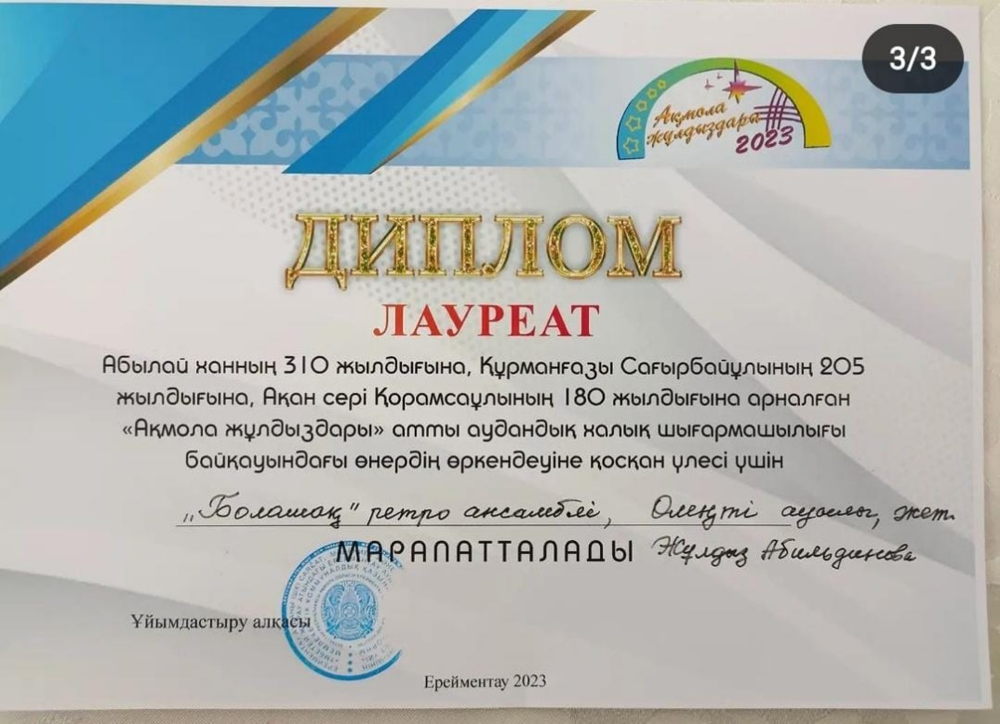 3/3
Ақмола
жұлдыздары
2023
ДИПЛОМ
ЛАУРЕАТ
Абылай ханның 310 жылдығына, Құрманғазы Сағырбайұлының 205
жылдығына, Ақан сері Қорамсаұлының 180 жылдығына арналған
«Ақмола жұлдыздары» атты аудандық халық шығармашылығы
байқауындағы өнердің өркендеуіне қосқан үлесі үшін
„Болашақ" ретро ансамблі, Өлеңті ауылы, жет.
МАРАПАТТАЛАДЫ Жұлдыз Абильдинова
Ұйымдастыру алқасы
Ерейментау 2023